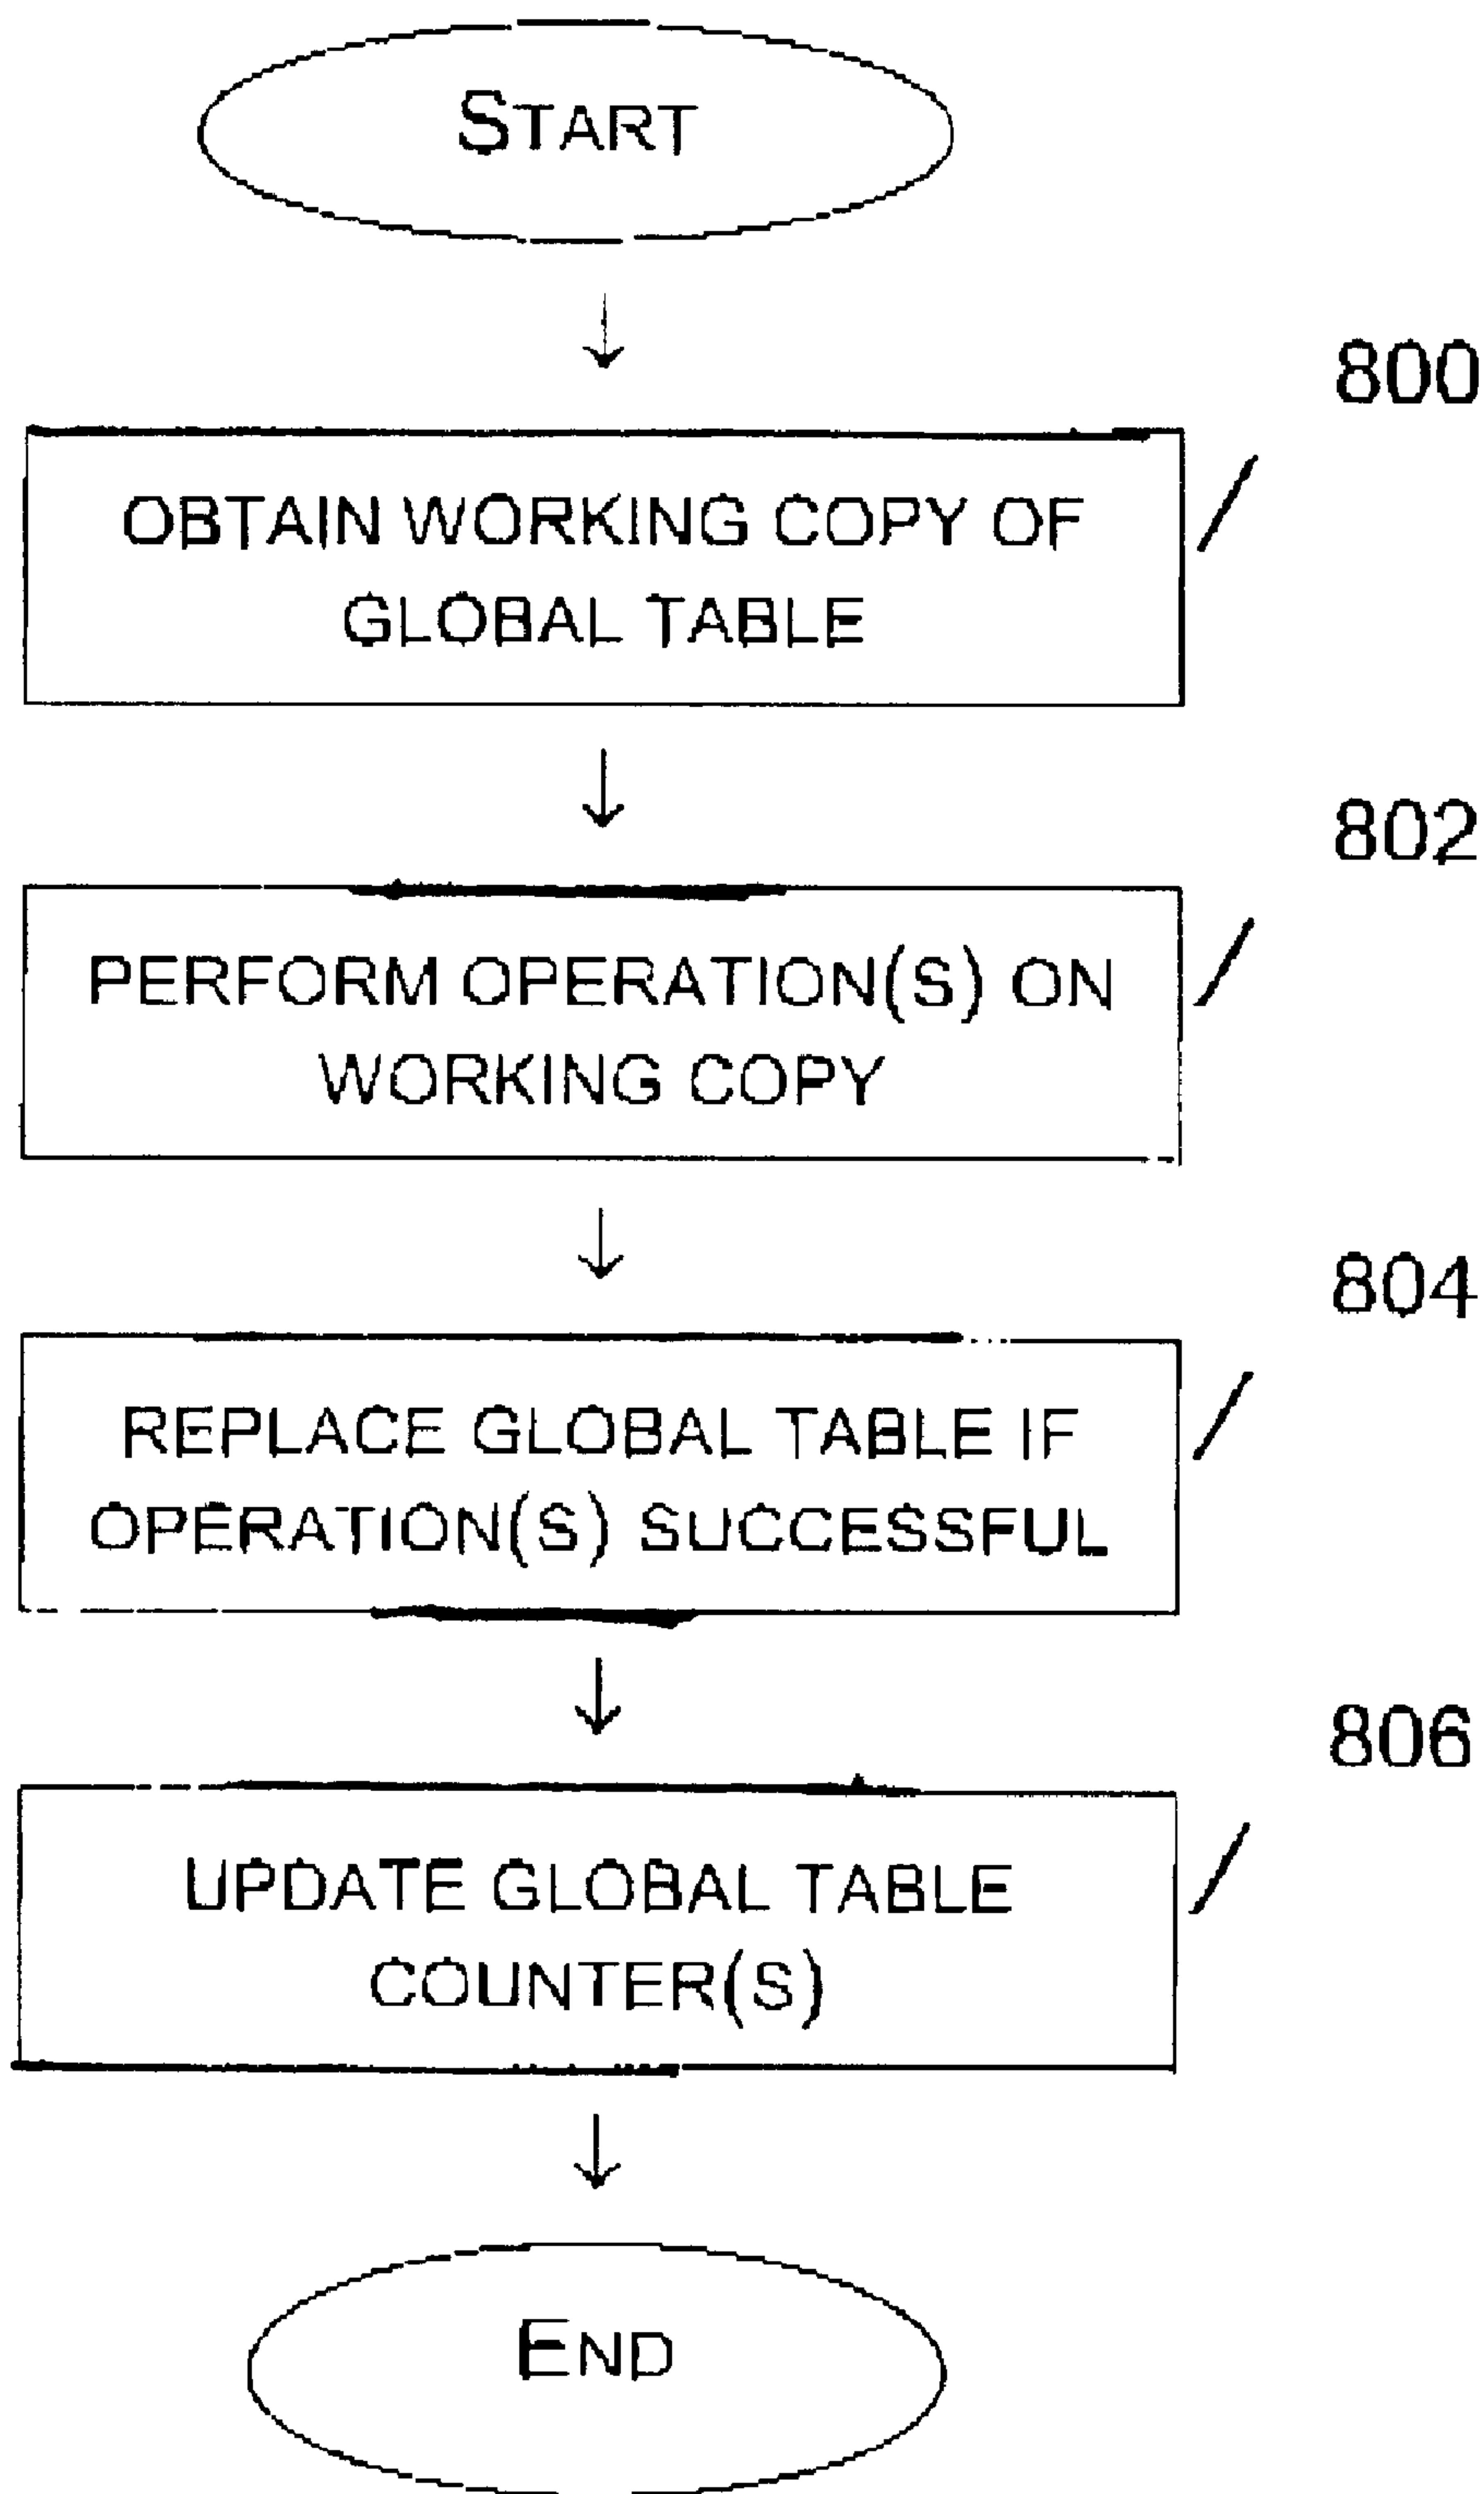 START
800
OBTAIN WORKING COPY OF
GLOBAL TABLE
802
PERFORM OPERATION(S) ON
WORKING COPY
804
REPLACE GLOBAL TABLE IF
OPERATION(S) SUCCESSFUL
806
UPDATE GLOBAL TABLE
COUNTER(S)
END